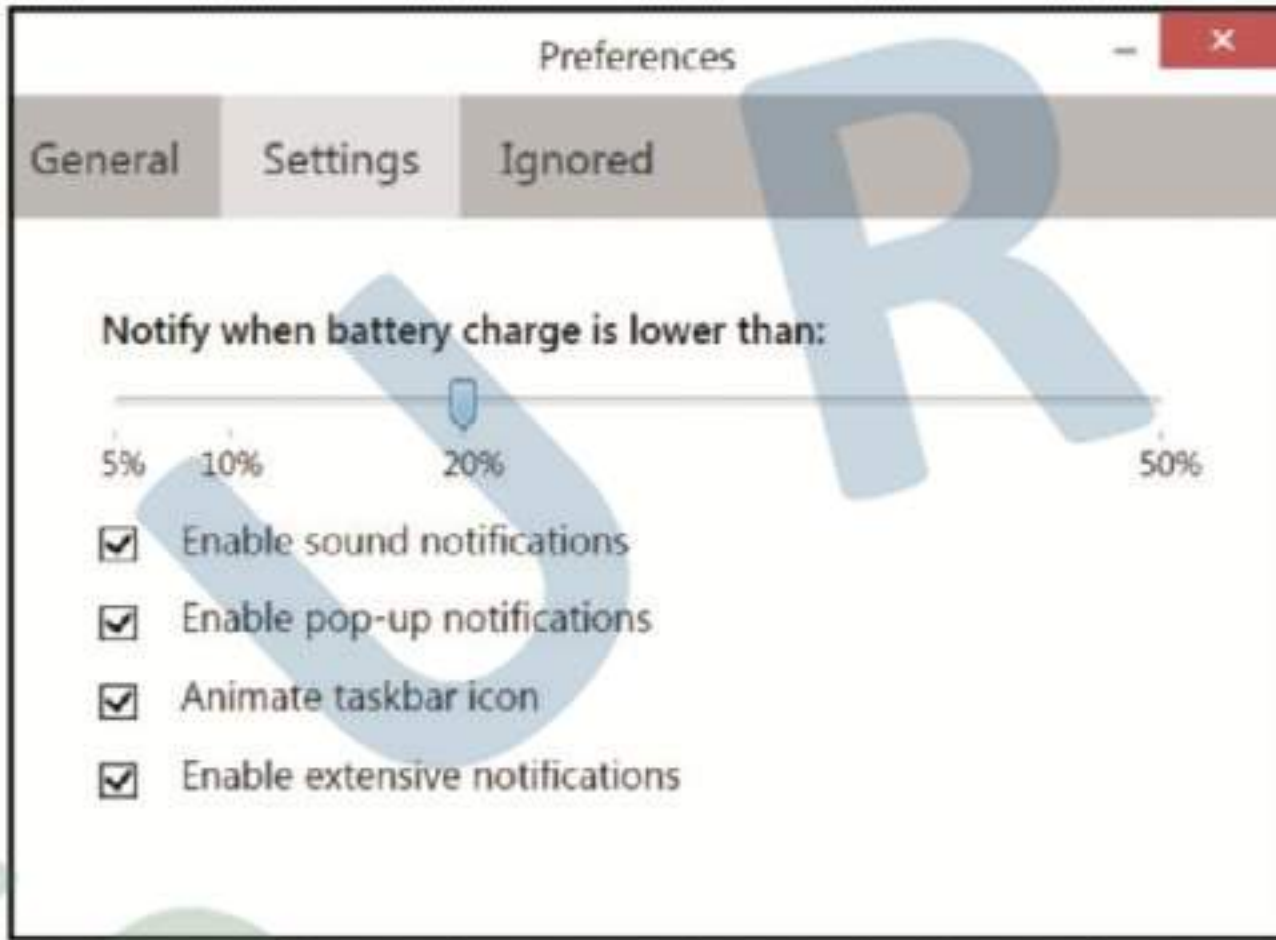 Preferences
General Settings Ignored
Notify when battery charge is lower than:
5% 10% 20% 50%
Enable sound notifications
Enable pop-up notifications
Animate taskbar icon
Enable extensive notifications
U R